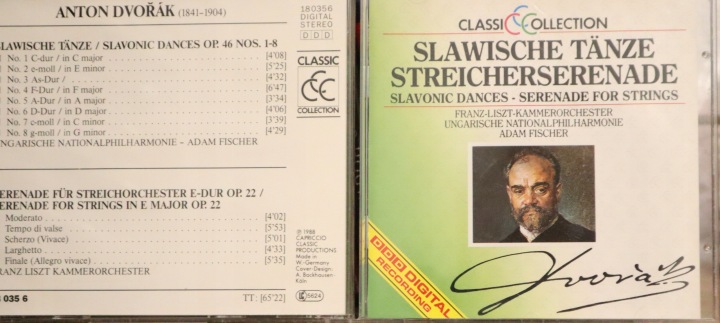 ANTON DVOŘÁK (1841–1904)
180356
DIGITAL
STEREO
DDD
SLAWISCHE TÄNZE / SLAVONIC DANCES OP. 46 NOS. 1-8
No. 1 C-dur / in C major [4'08]
No. 2 e-moll / in E minor [5'25]
No. 3 As-Dur / [4'32]
No. 4 F-Dur / in F major [6'47]
No. 5 A-Dur / in A major [3'34]
No. 6 D-Dur / in D major [4'06]
No. 7 c-moll / in C minor [3'39]
No. 8 g-moll / in G minor [4'29]
UNGARISCHE NATIONALPHILHARMONIE - ADAM FISCHER
CLASSIC
CCC
COLLECTION
SERENADE FÜR STREICHORCHESTER E-DUR OP. 22 /
SERENADE FOR STRINGS IN E MAJOR OP. 22
Moderato [4'02]
Tempo di valse [5'53]
Scherzo (Vivace) [5'01]
Larghetto [4'33]
Finale (Allegro vivace) [5'35]
FRANZ LISZT KAMMERORCHESTER
℗ 1988
CAPRICCIO
CLASSIC
PRODUCTIONS
Made in
W.-Germany
Cover-Design:
A. Backhausen-
Köln
LC 5624
035 6
TT: [65'22]
CLASSIC COLLECTION
SLAWISCHE TÄNZE
STREICHERSERENADE
SLAVONIC DANCES - SERENADE FOR STRINGS
FRANZ-LISZT-KAMMERORCHESTER
UNGARISCHE NATIONALPHILHARMONIE
ADAM FISCHER
DDD DIGITAL
RECORDING
Dvořák